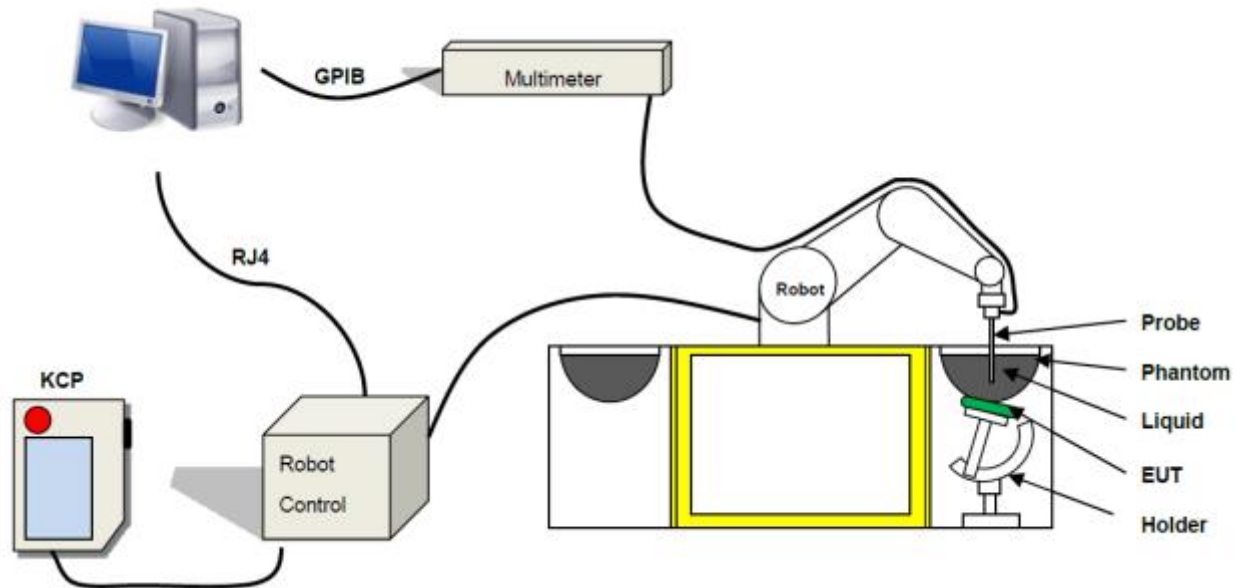 GPIB
Multimeter
RJ4
Robot
Probe
Phantom
KCP
Liquid
Robot
Control
EUT
Holder